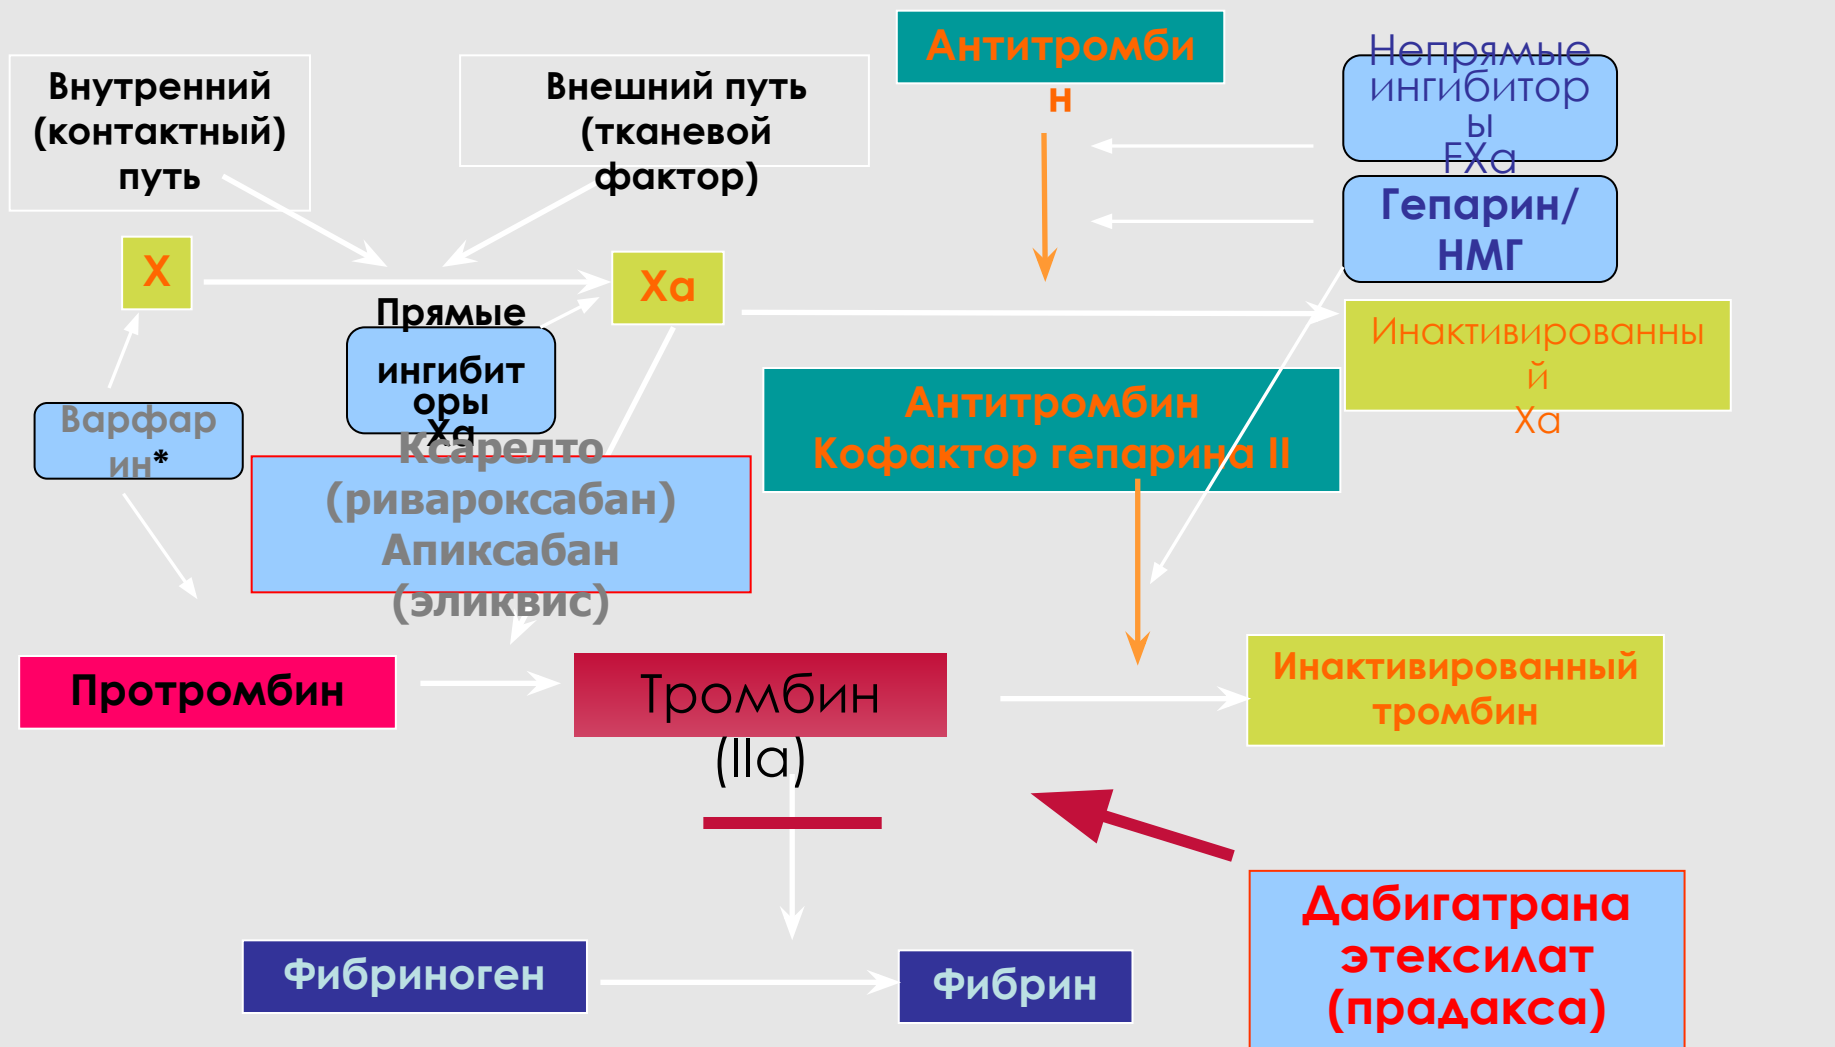 Внутренний
(контактный)
путь
Внешний путь
(тканевой
фактор)
Антитромби
н
Непрямые
ингибитор
ы
FXa
Гепарин/
НМГ
X
Xa
Прямые
ингибит
оры
Xa
Инактивированны
й
Xa
Варфар
ин*
Ксарелто
(ривароксабан)
Апиксабан
(эликвис)
Антитромбин
Кофактор гепарина II
Протромбин
Тромбин
(IIa)
Инактивированный
тромбин
Дабигатрана
этексилат
(прадакса)
Фибриноген
Фибрин